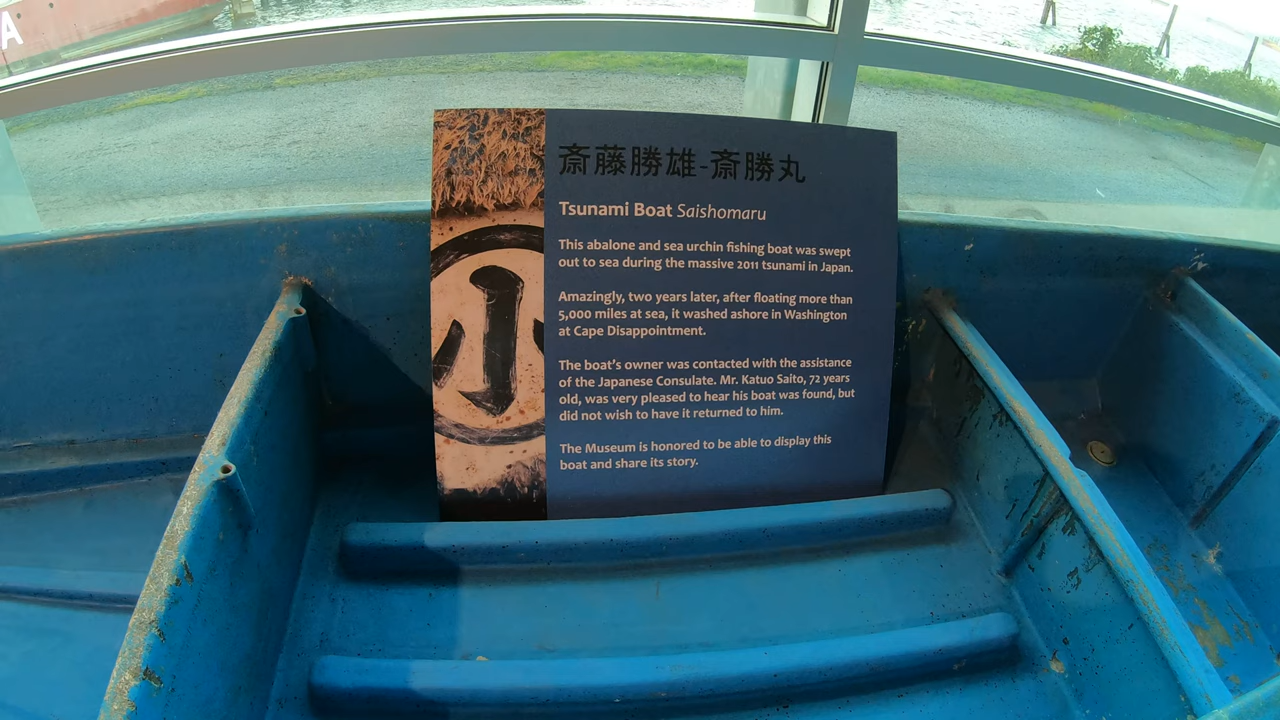 A
斎藤勝雄-斎勝丸
Tsunami Boat Saishomaru
This abalone and sea urchin fishing boat was swept
out to sea during the massive 2011 tsunami in Japan.
Amazingly, two years later, after floating more than
5,000 miles at sea, it washed ashore in Washington
at Cape Disappointment.
The boat's owner was contacted with the assistance
of the Japanese Consulate. Mr. Katuo Saito, 72 years
old, was very pleased to hear his boat was found, but
did not wish to have it returned to him.
The Museum is honored to be able to display this
boat and share its story.
小